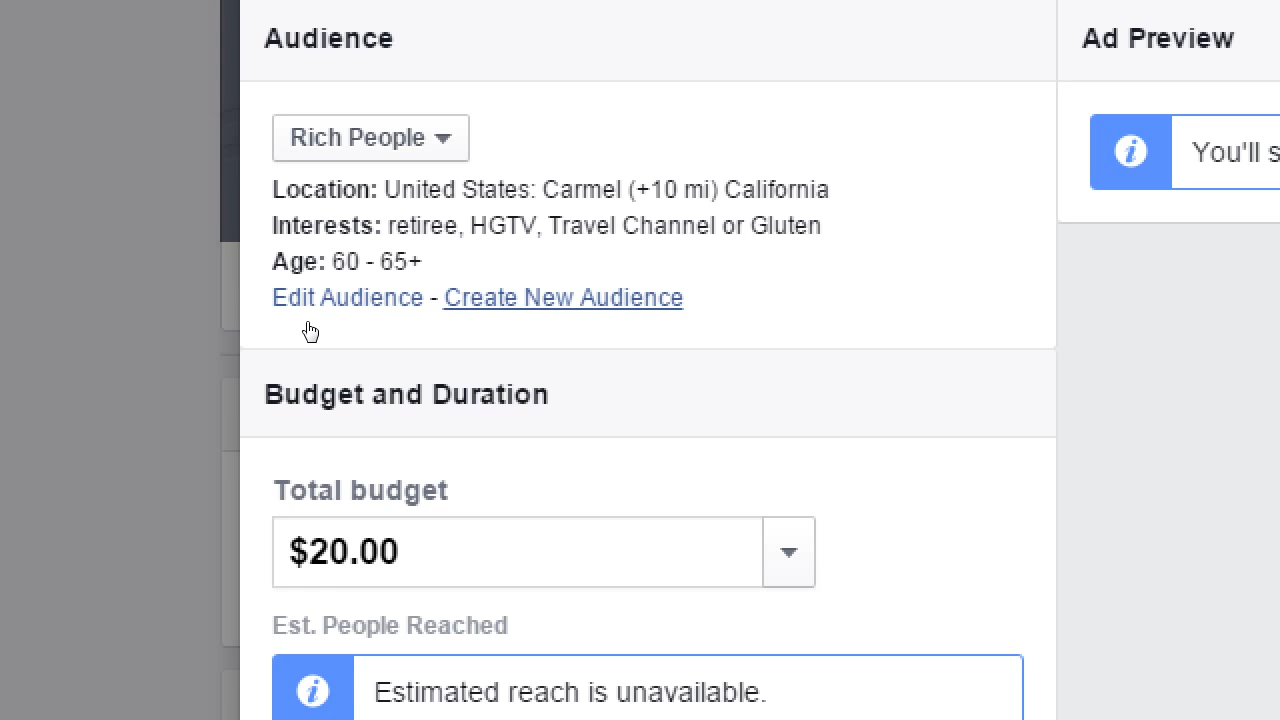 Audience
Ad Preview
Rich People
You'll s
Location: United States: Carmel (+10 mi) California
Interests: retiree, HGTV, Travel Channel or Gluten
Age: 60 - 65+
Edit Audience - Create New Audience
Budget and Duration
Total budget
$20.00
Est. People Reached
Estimated reach is unavailable.